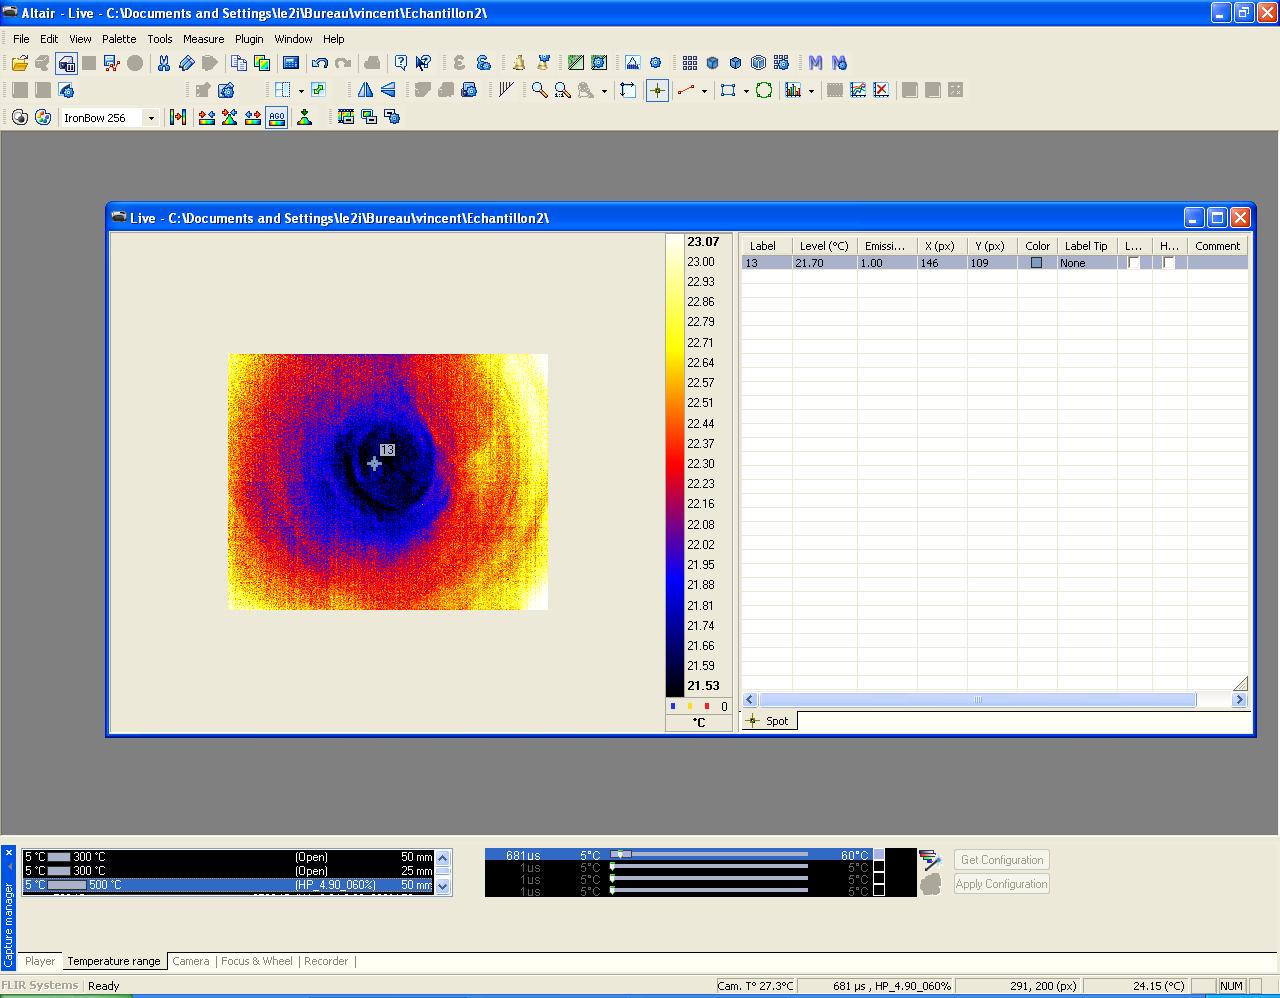 Altair - Live - C:\Documents and Settings\le2i\Bureau\vincent\Echantillon2\
File Edit View Palette Tools Measure Plugin Window Help
IronBow 256
AGO
Live - C:\Documents and Settings\le2i\Bureau\vincent\Echantillon2\
Label Level (°C) Emissi... X (px) Y (px) Color Label Tip L... H... Comment
13 21.70 1.00 146 109 None
13
23.07
23.00
22.93
22.86
22.79
22.71
22.64
22.57
22.51
22.44
22.37
22.30
22.23
22.16
22.08
22.02
21.95
21.88
21.81
21.74
21.66
21.59
21.53
0
°C
Spot
Capture manager
5 °C 300 °C (Open) 50 mm
5 °C 300 °C (Open) 25 mm
5 °C 500 °C (HP_4.90_060%) 50 mm
681us 5°C 60°C
1us 5°C 5°C
1us 5°C 5°C
1us 5°C 5°C
Get Configuration
Apply Configuration
Player Temperature range Camera Focus & Wheel Recorder
FLIR Systems Ready Cam. T° 27.3°C 681 µs , HP_4.90_060% 291, 200 (px) 24.15 (°C) NUM